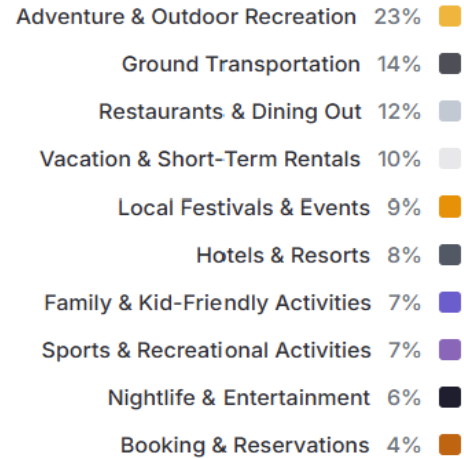 Adventure & Outdoor Recreation 23%
Ground Transportation 14%
Restaurants & Dining Out 12%
Vacation & Short-Term Rentals 10%
Local Festivals & Events 9%
Hotels & Resorts 8%
Family & Kid-Friendly Activities 7%
Sports & Recreational Activities 7%
Nightlife & Entertainment 6%
Booking & Reservations 4%